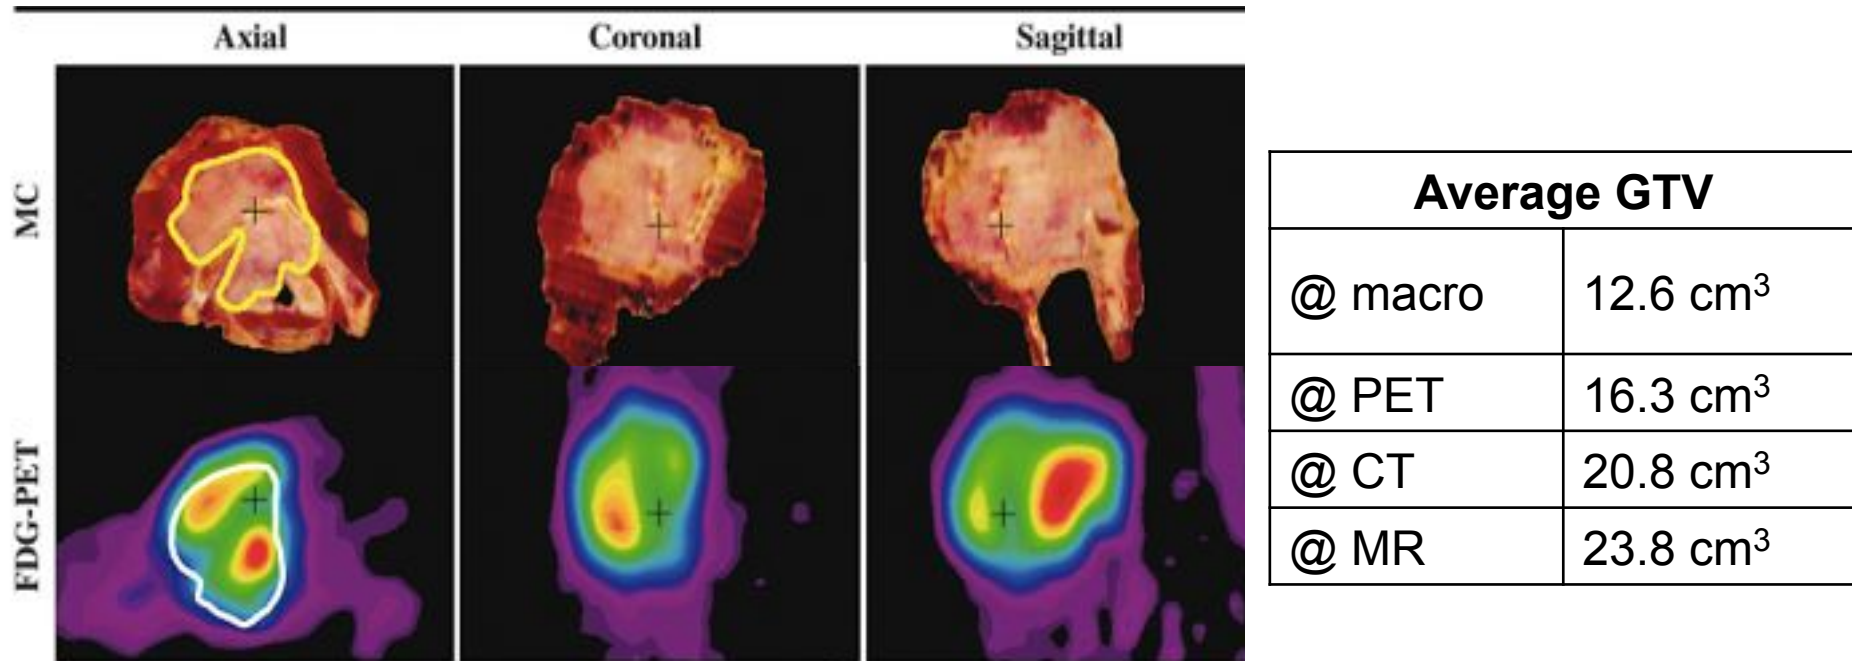 Axial Coronal Sagittal
MC
FDG-PET
Average GTV
@ macro 12.6 cm³
@ PET 16.3 cm³
@ CT 20.8 cm³
@ MR 23.8 cm³